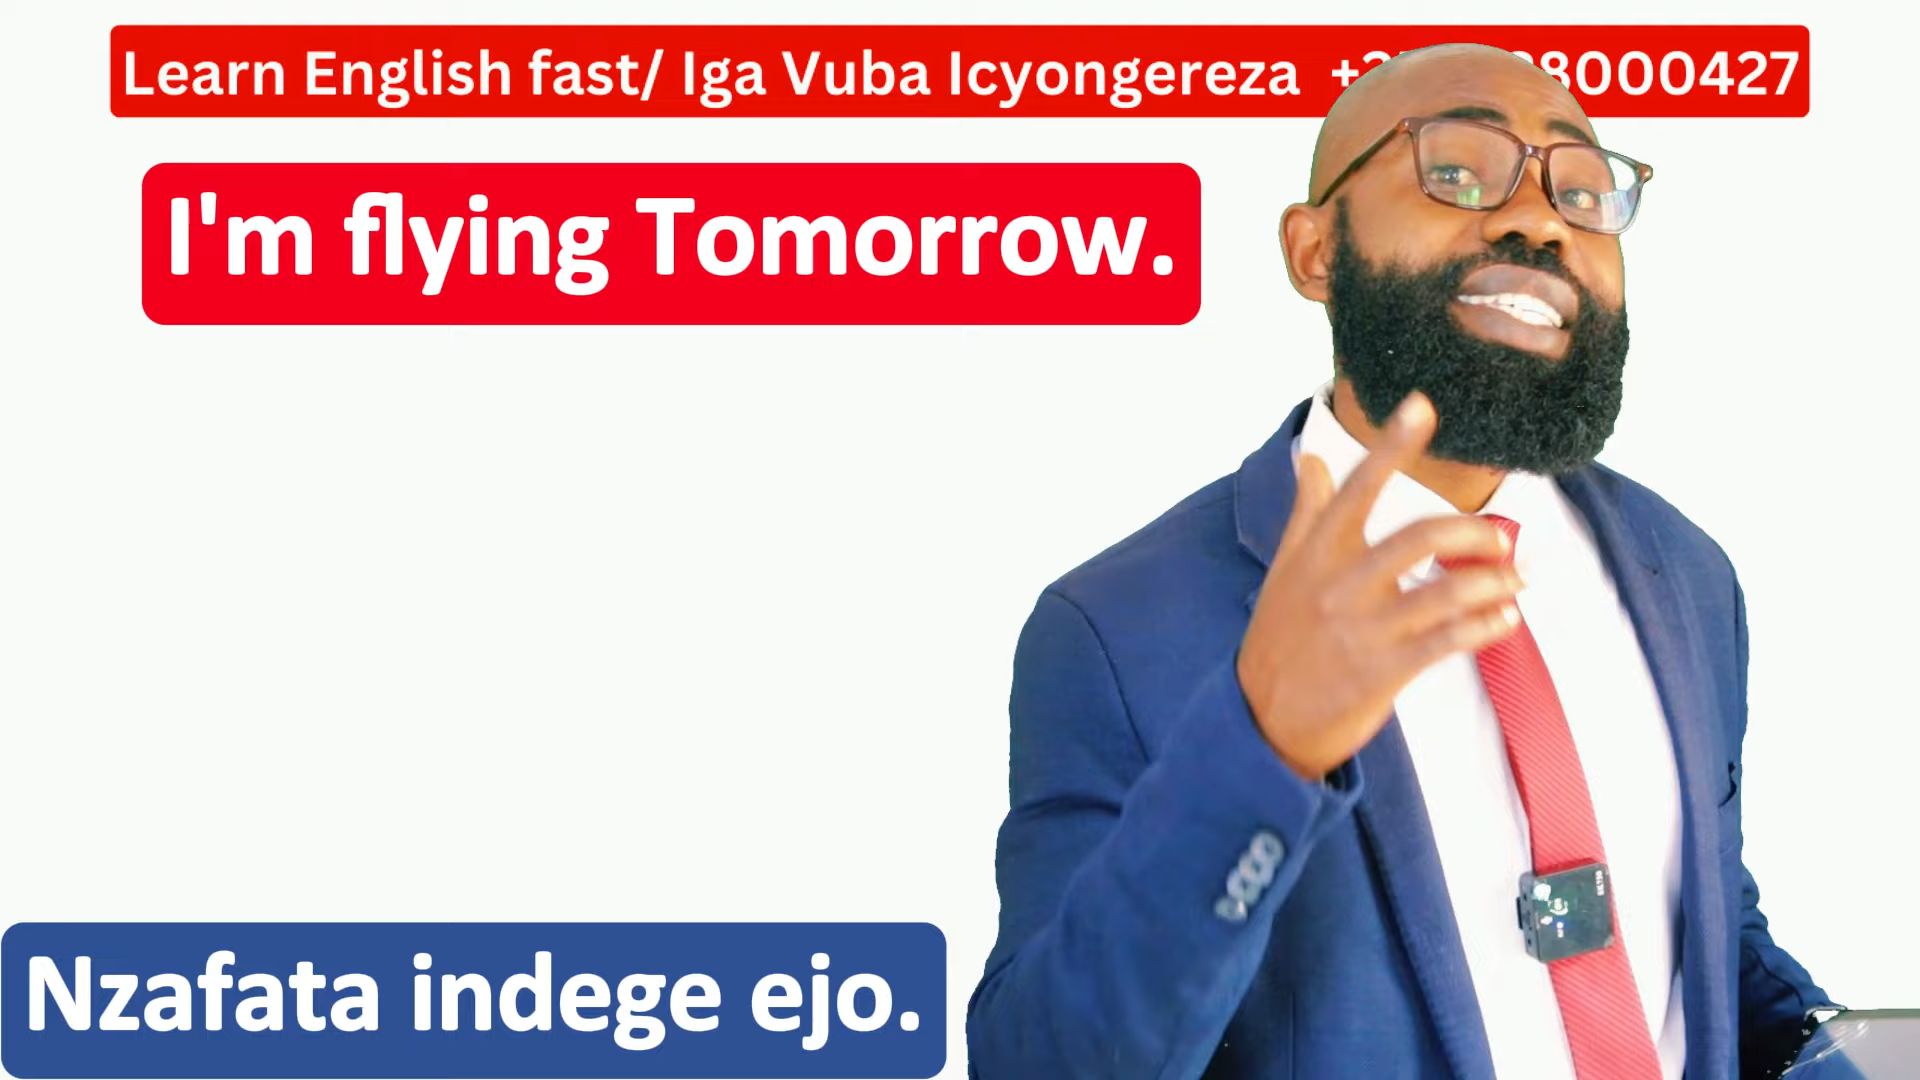 Learn English fast/ Iga Vuba Icyongereza 8000427
I'm flying Tomorrow.
Nzafata indege ejo.